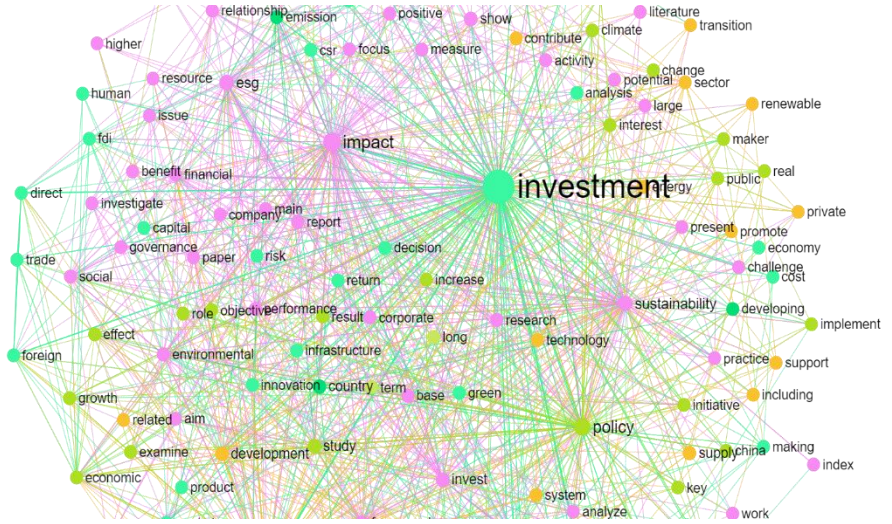 relationship
emission
positive
show
literature
transition
higher
csr
focus
measure
contribute
climate
activity
potential
change
sector
resource
esg
analysis
large
human
issue
interest
renewable
fdi
impact
maker
benefit
financial
investment
energy
public
real
direct
investigate
company
main
report
private
capital
present
promote
governance
paper
risk
decision
economy
trade
social
challenge
cost
return
increase
role
objective
performance
result
corporate
research
sustainability
developing
implement
effect
long
technology
foreign
environmental
infrastructure
practice
support
innovation
country
term
base
green
including
growth
initiative
related
aim
policy
examine
development
study
supply
china
making
economic
invest
index
product
system
key
analyze
work